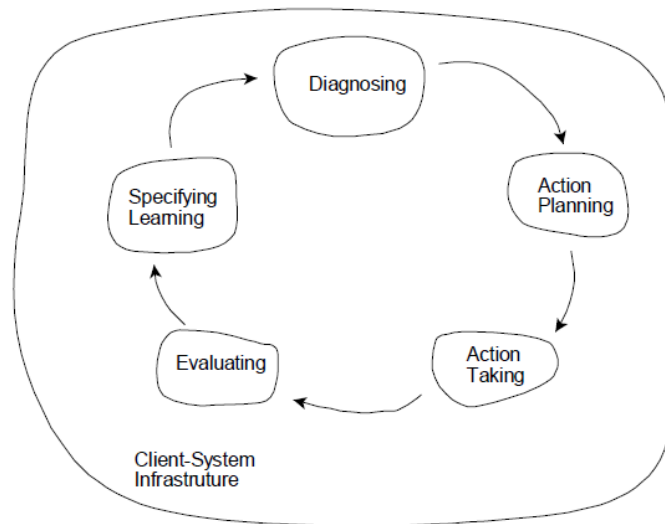 Diagnosing
Action
Planning
Specifying
Learning
Evaluating
Action
Taking
Client-System
Infrastruture